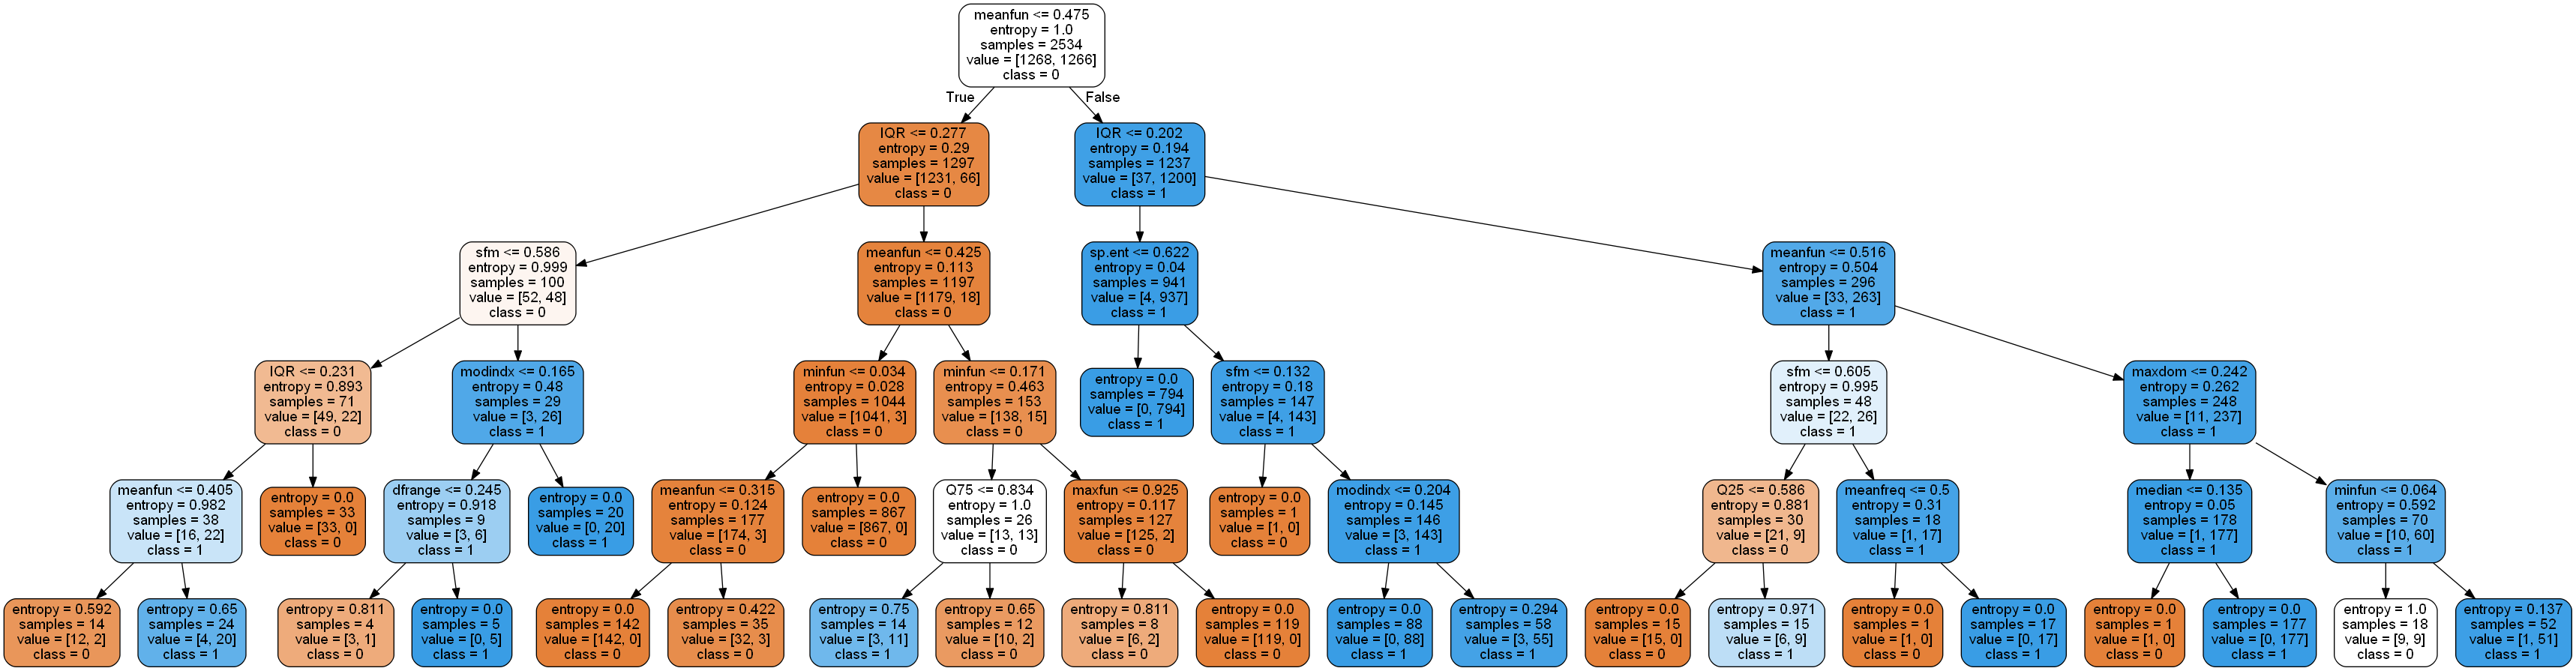 meanfun <= 0.475
entropy = 1.0
samples = 2534
value = [1268, 1266]
class = 0
True
False
IQR <= 0.277
entropy = 0.29
samples = 1297
value = [1231, 66]
class = 0
IQR <= 0.202
entropy = 0.194
samples = 1237
value = [37, 1200]
class = 1
sfm <= 0.586
entropy = 0.999
samples = 100
value = [52, 48]
class = 0
meanfun <= 0.425
entropy = 0.113
samples = 1197
value = [1179, 18]
class = 0
sp.ent <= 0.622
entropy = 0.04
samples = 941
value = [4, 937]
class = 1
meanfun <= 0.516
entropy = 0.504
samples = 296
value = [33, 263]
class = 1
IQR <= 0.231
entropy = 0.893
samples = 71
value = [49, 22]
class = 0
modindx <= 0.165
entropy = 0.48
samples = 29
value = [3, 26]
class = 1
minfun <= 0.034
entropy = 0.028
samples = 1044
value = [1041, 3]
class = 0
minfun <= 0.171
entropy = 0.463
samples = 153
value = [138, 15]
class = 0
entropy = 0.0
samples = 794
value = [0, 794]
class = 1
sfm <= 0.132
entropy = 0.18
samples = 147
value = [4, 143]
class = 1
sfm <= 0.605
entropy = 0.995
samples = 48
value = [22, 26]
class = 1
maxdom <= 0.242
entropy = 0.262
samples = 248
value = [11, 237]
class = 1
meanfun <= 0.405
entropy = 0.982
samples = 38
value = [16, 22]
class = 1
entropy = 0.0
samples = 33
value = [33, 0]
class = 0
dfrange <= 0.245
entropy = 0.918
samples = 9
value = [3, 6]
class = 1
entropy = 0.0
samples = 20
value = [0, 20]
class = 1
meanfun <= 0.315
entropy = 0.124
samples = 177
value = [174, 3]
class = 0
entropy = 0.0
samples = 867
value = [867, 0]
class = 0
Q75 <= 0.834
entropy = 1.0
samples = 26
value = [13, 13]
class = 0
maxfun <= 0.925
entropy = 0.117
samples = 127
value = [125, 2]
class = 0
entropy = 0.0
samples = 1
value = [1, 0]
class = 0
modindx <= 0.204
entropy = 0.145
samples = 146
value = [3, 143]
class = 1
Q25 <= 0.586
entropy = 0.881
samples = 30
value = [21, 9]
class = 0
meanfreq <= 0.5
entropy = 0.31
samples = 18
value = [1, 17]
class = 1
median <= 0.135
entropy = 0.05
samples = 178
value = [1, 177]
class = 1
minfun <= 0.064
entropy = 0.592
samples = 70
value = [10, 60]
class = 1
entropy = 0.592
samples = 14
value = [12, 2]
class = 0
entropy = 0.65
samples = 24
value = [4, 20]
class = 1
entropy = 0.811
samples = 4
value = [3, 1]
class = 0
entropy = 0.0
samples = 5
value = [0, 5]
class = 1
entropy = 0.0
samples = 142
value = [142, 0]
class = 0
entropy = 0.422
samples = 35
value = [32, 3]
class = 0
entropy = 0.75
samples = 14
value = [3, 11]
class = 1
entropy = 0.65
samples = 12
value = [10, 2]
class = 0
entropy = 0.811
samples = 8
value = [6, 2]
class = 0
entropy = 0.0
samples = 119
value = [119, 0]
class = 0
entropy = 0.0
samples = 88
value = [0, 88]
class = 1
entropy = 0.294
samples = 58
value = [3, 55]
class = 1
entropy = 0.0
samples = 15
value = [15, 0]
class = 0
entropy = 0.971
samples = 15
value = [6, 9]
class = 1
entropy = 0.0
samples = 1
value = [1, 0]
class = 0
entropy = 0.0
samples = 17
value = [0, 17]
class = 1
entropy = 0.0
samples = 1
value = [1, 0]
class = 0
entropy = 0.0
samples = 177
value = [0, 177]
class = 1
entropy = 1.0
samples = 18
value = [9, 9]
class = 0
entropy = 0.137
samples = 52
value = [1, 51]
class = 1